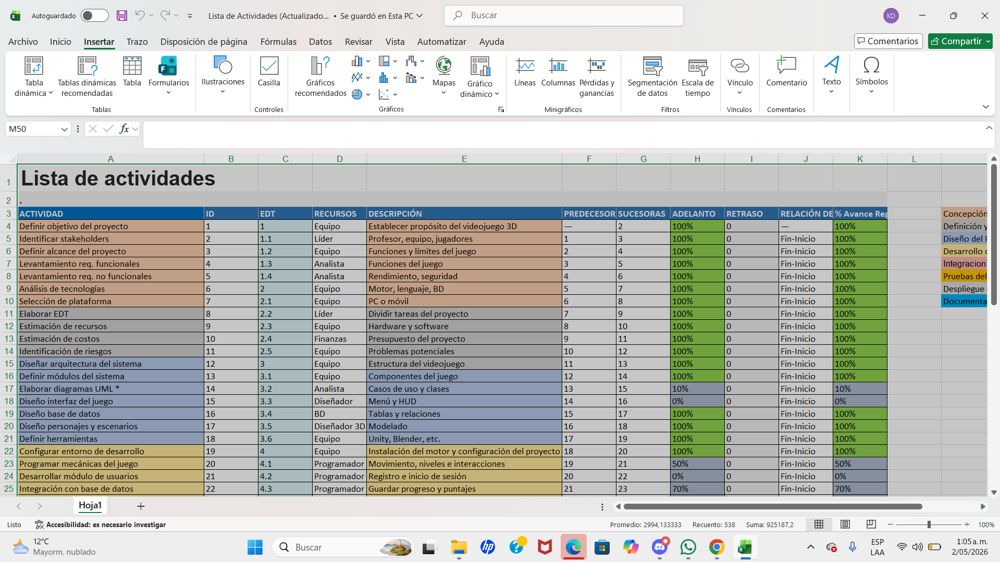 Autoguardado
Lista de Actividades (Actualizado... • Se guardó en Esta PC
Buscar
KD
Archivo Inicio Insertar Trazo Disposición de página Fórmulas Datos Revisar Vista Automatizar Ayuda
Comentarios Compartir
Tabla dinámica
Tablas dinámicas recomendadas
Tabla
Formularios
Ilustraciones
Casilla
Gráficos recomendados
Mapas
Gráfico dinámico
Líneas
Columnas
Pérdidas y ganancias
Segmentación de datos
Escala de tiempo
Vínculo
Comentario
Texto
Símbolos
Tablas Controles Gráficos Minigráficos Filtros Vínculos Comentarios
M50 fx
A B C D E F G H I J K L
1 Lista de actividades
2 .
3 ACTIVIDAD ID EDT RECURSOS DESCRIPCIÓN PREDECESOR SUCESORAS ADELANTO RETRASO RELACIÓN DE % Avance Rep Concepción
4 Definir objetivo del proyecto 1 1 Equipo Establecer propósito del videojuego 3D — 2 100% 0 — 100% Definición y
5 Identificar stakeholders 2 1.1 Líder Profesor, equipo, jugadores 1 3 100% 0 Fin-Inicio 100% Diseño del
6 Definir alcance del proyecto 3 1.2 Equipo Funciones y límites del juego 2 4 100% 0 Fin-Inicio 100% Desarrollo
7 Levantamiento req. funcionales 4 1.3 Analista Funciones del juego 3 5 100% 0 Fin-Inicio 100% Integracion
8 Levantamiento req. no funcionales 5 1.4 Analista Rendimiento, seguridad 4 6 100% 0 Fin-Inicio 100% Pruebas del
9 Análisis de tecnologías 6 2 Equipo Motor, lenguaje, BD 5 7 100% 0 Fin-Inicio 100% Despliegue
10 Selección de plataforma 7 2.1 Equipo PC o móvil 6 8 100% 0 Fin-Inicio 100% Documenta
11 Elaborar EDT 8 2.2 Líder Dividir tareas del proyecto 7 9 100% 0 Fin-Inicio 100%
12 Estimación de recursos 9 2.3 Equipo Hardware y software 8 10 100% 0 Fin-Inicio 100%
13 Estimación de costos 10 2.4 Finanzas Presupuesto del proyecto 9 11 100% 0 Fin-Inicio 100%
14 Identificación de riesgos 11 2.5 Equipo Problemas potenciales 10 12 100% 0 Fin-Inicio 100%
15 Diseñar arquitectura del sistema 12 3 Equipo Estructura del videojuego 11 13 100% 0 Fin-Inicio 100%
16 Definir módulos del sistema 13 3.1 Equipo Componentes del juego 12 14 100% 0 Fin-Inicio 100%
17 Elaborar diagramas UML * 14 3.2 Analista Casos de uso y clases 13 15 10% 0 Fin-Inicio 10%
18 Diseño interfaz del juego 15 3.3 Diseñador Menú y HUD 14 16 0% 0 Fin-Inicio 0%
19 Diseño base de datos 16 3.4 BD Tablas y relaciones 15 17 100% 0 Fin-Inicio 100%
20 Diseño personajes y escenarios 17 3.5 Diseñador 3D Modelado 16 18 100% 0 Fin-Inicio 100%
21 Definir herramientas 18 3.6 Equipo Unity, Blender, etc. 17 19 100% 0 Fin-Inicio 100%
22 Configurar entorno de desarrollo 19 4 Equipo Instalación del motor y configuración del proyecto 18 20 100% 0 Fin-Inicio 100%
23 Programar mecánicas del juego 20 4.1 Programador Movimiento, niveles e interacciones 19 21 50% 0 Fin-Inicio 50%
24 Desarrollar módulo de usuarios 21 4.2 Programador Registro e inicio de sesión 20 22 0% 0 Fin-Inicio 0%
25 Integración con base de datos 22 4.3 Programador Guardar progreso y puntajes 21 23 70% 0 Fin-Inicio 70%
Hoja1
Listo Accesibilidad: es necesario investigar Promedio: 2994,133333 Recuento: 538 Suma: 925187,2 100%
12°C
Mayorm. nublado
Buscar
hp
ESP
LAA
1:05 a. m.
2/05/2026